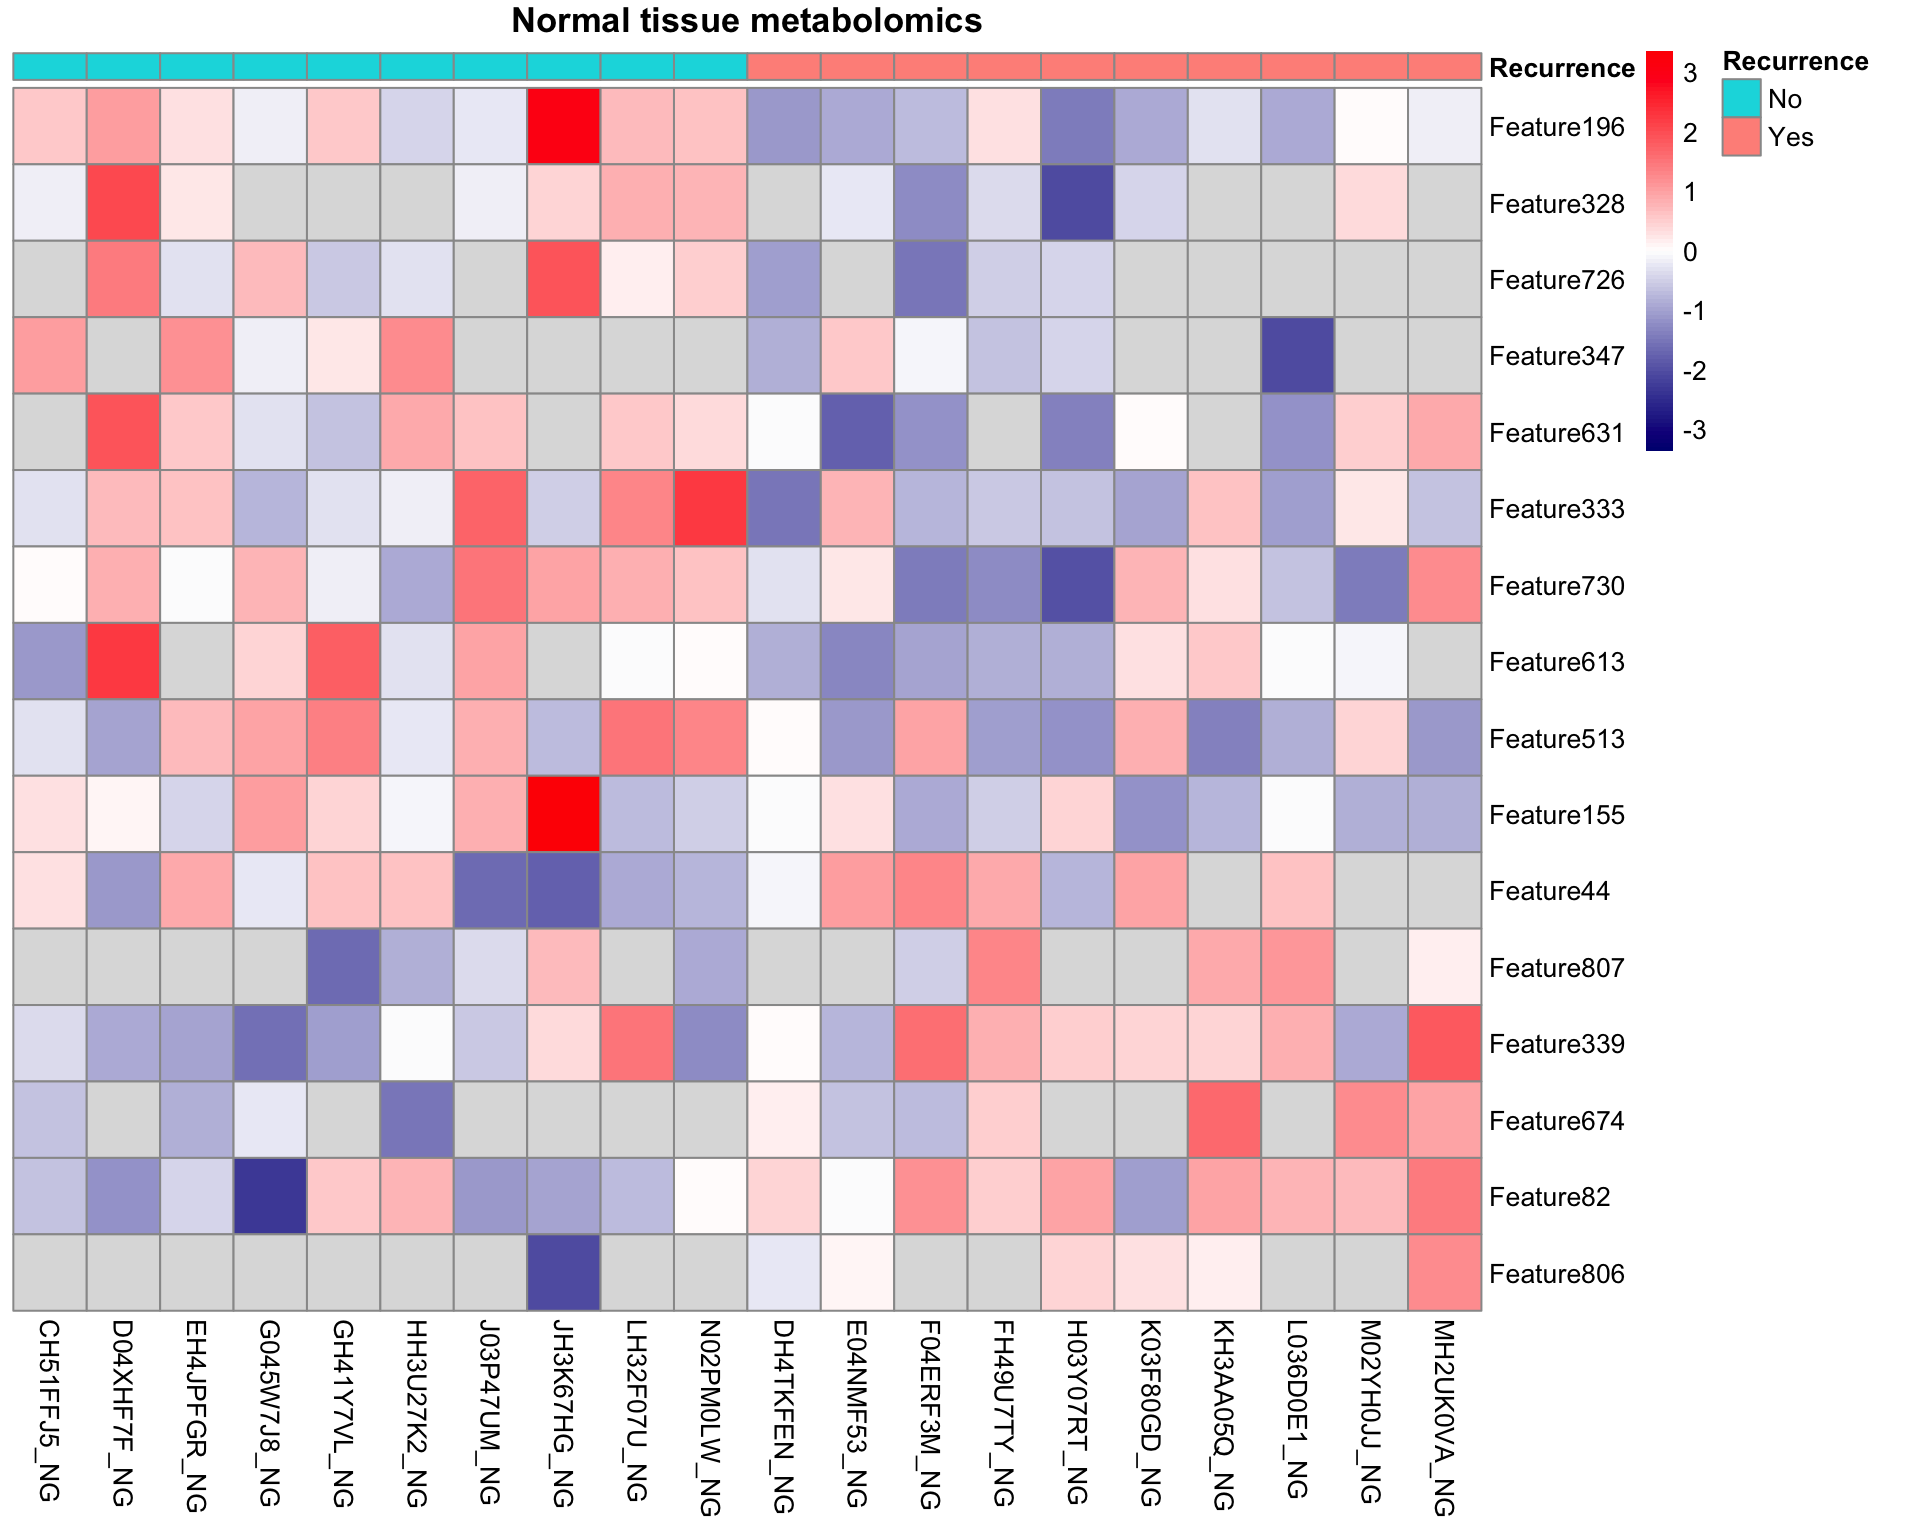 Normal tissue metabolomics
Recurrence
3
2
1
0
-1
-2
-3
Recurrence
No
Yes
Feature196
Feature328
Feature726
Feature347
Feature631
Feature333
Feature730
Feature613
Feature513
Feature155
Feature44
Feature807
Feature339
Feature674
Feature82
Feature806
CH51FFJ5_NG
D04XHF7F_NG
EH4JPFGR_NG
G045W7J8_NG
GH41Y7VL_NG
HH3U27K2_NG
J03P47UM_NG
JH3K67HG_NG
LH32F07U_NG
N02PM0LW_NG
DH4TKFEN_NG
E04NMF53_NG
F04ERF3M_NG
FH49U7TY_NG
H03Y07RT_NG
K03F80GD_NG
KH3AA05Q_NG
L036D0E1_NG
M02YH0JJ_NG
MH2UK0VA_NG